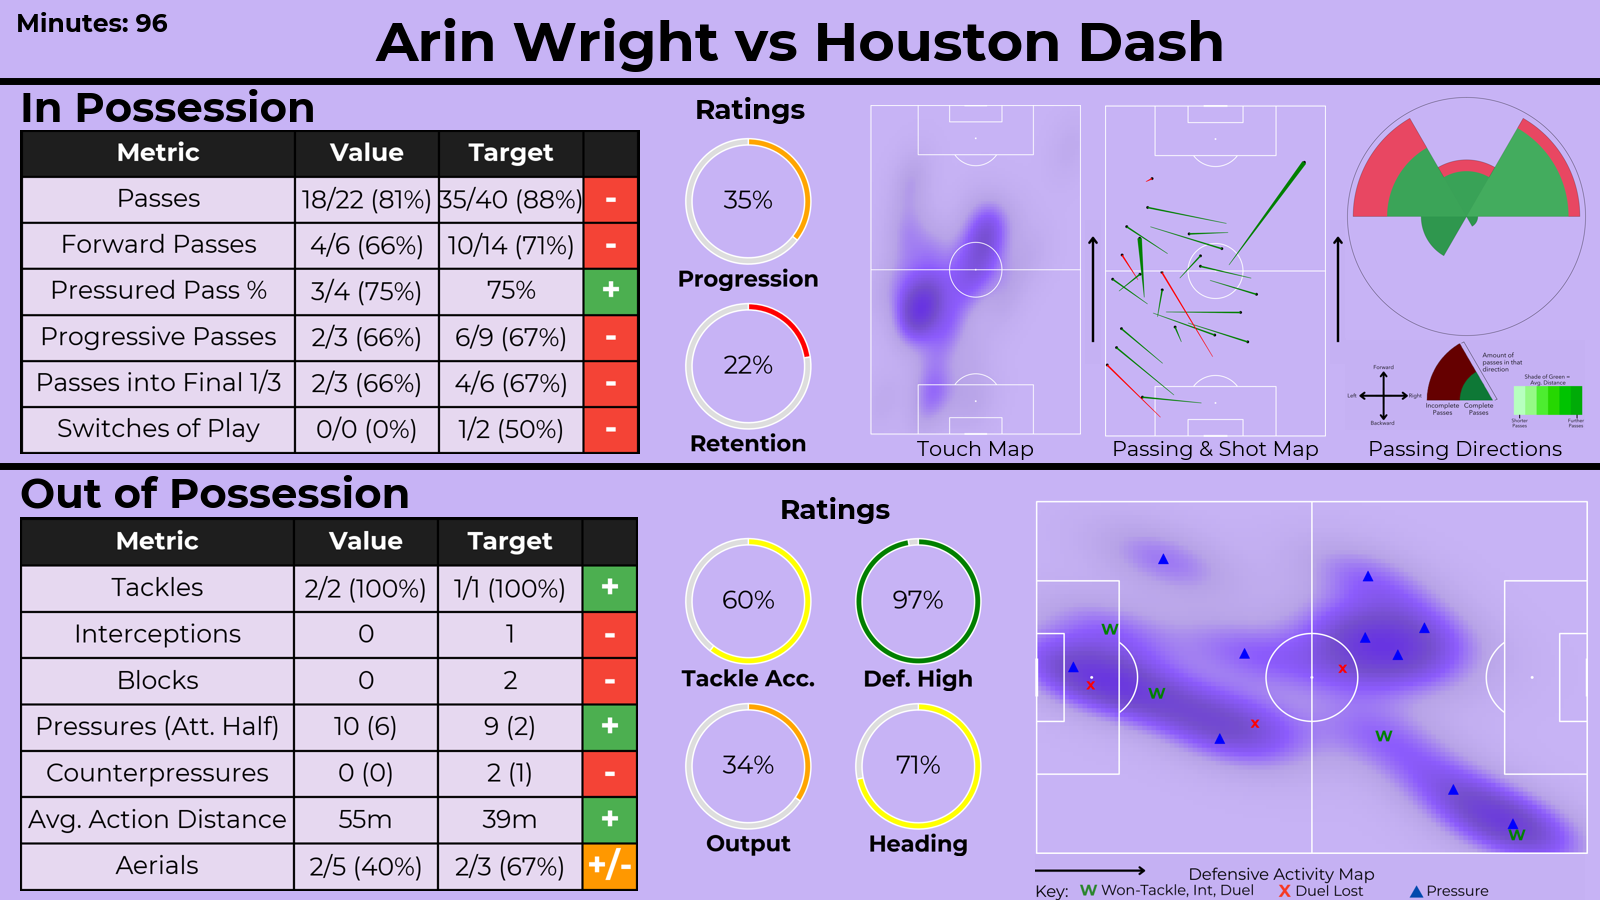 Minutes: 96
Arin Wright vs Houston Dash
In Possession
Metric Value Target
Passes 18/22 (81%) 35/40 (88%) -
Forward Passes 4/6 (66%) 10/14 (71%) -
Pressured Pass % 3/4 (75%) 75% +
Progressive Passes 2/3 (66%) 6/9 (67%) -
Passes into Final 1/3 2/3 (66%) 4/6 (67%) -
Switches of Play 0/0 (0%) 1/2 (50%) -
Ratings
35%
Progression
22%
Retention
Touch Map
Passing & Shot Map
Forward
Left
Right
Backward
Amount of
passes in that
direction
Incomplete
Passes
Complete
Passes
Shade of Green =
Avg. Distance
Shorter
Passes
Further
Passes
Passing Directions
Out of Possession
Metric Value Target
Tackles 2/2 (100%) 1/1 (100%) +
Interceptions 0 1 -
Blocks 0 2 -
Pressures (Att. Half) 10 (6) 9 (2) +
Counterpressures 0 (0) 2 (1) -
Avg. Action Distance 55m 39m +
Aerials 2/5 (40%) 2/3 (67%) +/-
Ratings
60%
Tackle Acc.
97%
Def. High
34%
Output
71%
Heading
W
W
W
W
x
x
x
Defensive Activity Map
Key: W Won-Tackle, Int, Duel X Duel Lost Pressure